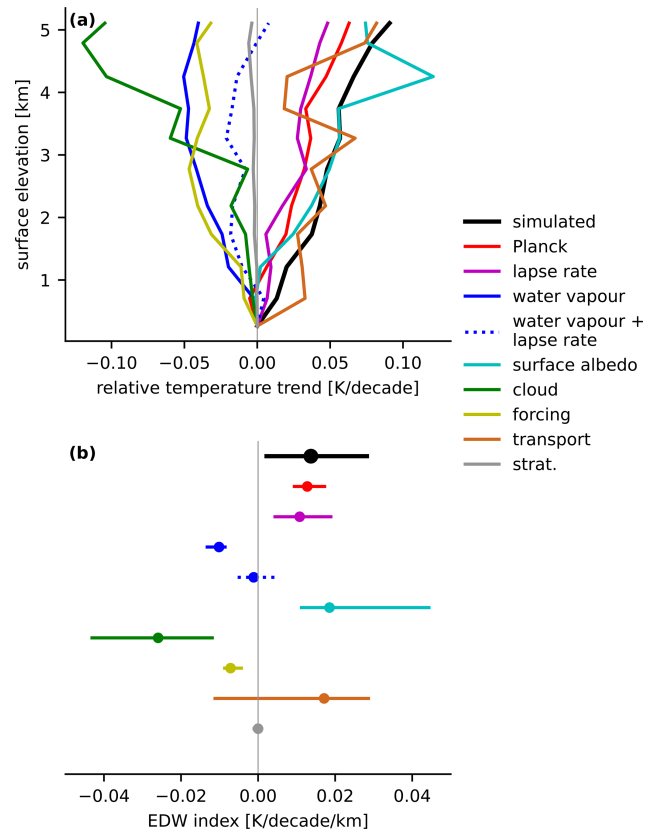 (a)
5
4
3
2
1
surface elevation [km]
−0.10
−0.05
0.00
0.05
0.10
relative temperature trend [K/decade]
simulated
Planck
lapse rate
water vapour
water vapour +
lapse rate
surface albedo
cloud
forcing
transport
strat.
(b)
−0.04
−0.02
0.00
0.02
0.04
EDW index [K/decade/km]